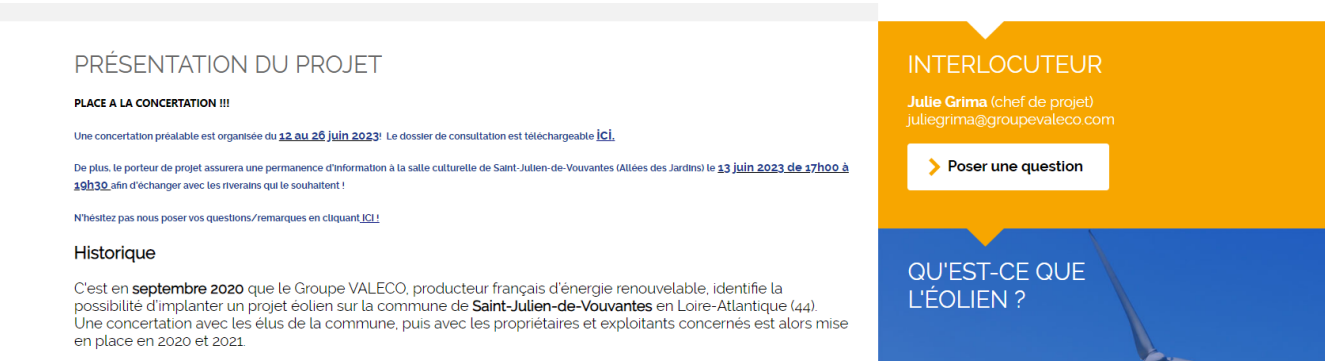 PRÉSENTATION DU PROJET
PLACE A LA CONCERTATION !!!
Une concertation préalable est organisée du 12 au 26 juin 2023! Le dossier de consultation est téléchargeable ici.
De plus, le porteur de projet assurera une permanence d'information à la salle culturelle de Saint-Julien-de-Vouvantes (Allées des Jardins) le 13 juin 2023 de 17h00 à
19h30 afin d'échanger avec les riverains qui le souhaitent !
N'hésitez pas nous poser vos questions/remarques en cliquant ICI !
Historique
C'est en septembre 2020 que le Groupe VALECO, producteur français d'énergie renouvelable, identifie la
possibilité d'implanter un projet éolien sur la commune de Saint-Julien-de-Vouvantes en Loire-Atlantique (44).
Une concertation avec les élus de la commune, puis avec les propriétaires et exploitants concernés est alors mise
en place en 2020 et 2021.
INTERLOCUTEUR
Julie Grima (chef de projet)
juliegrima@groupevaleco.com
Poser une question
QU'EST-CE QUE
L'ÉOLIEN ?